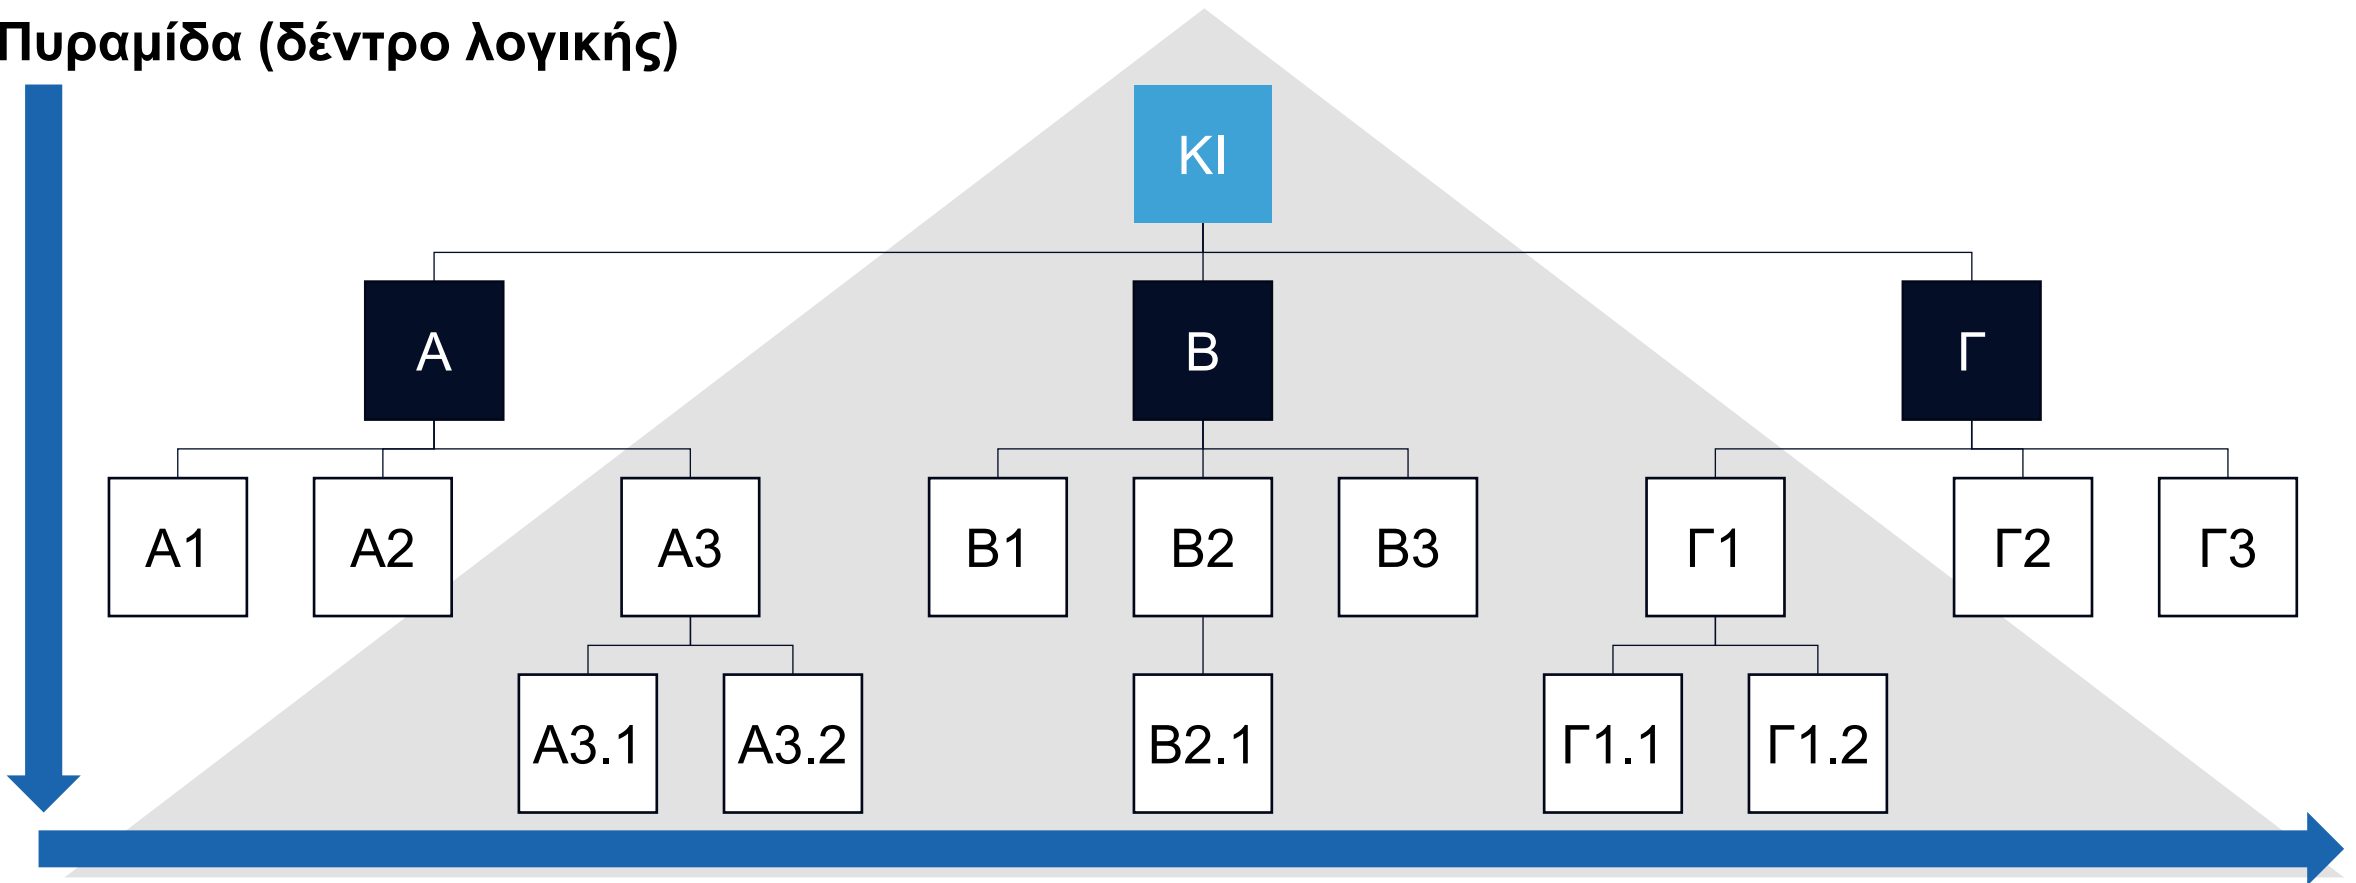 Πυραμίδα (δέντρο λογικής)
ΚΙ
Α
Β
Γ
Α1
Α2
Α3
Β1
Β2
Β3
Γ1
Γ2
Γ3
Α3.1
Α3.2
Β2.1
Γ1.1
Γ1.2